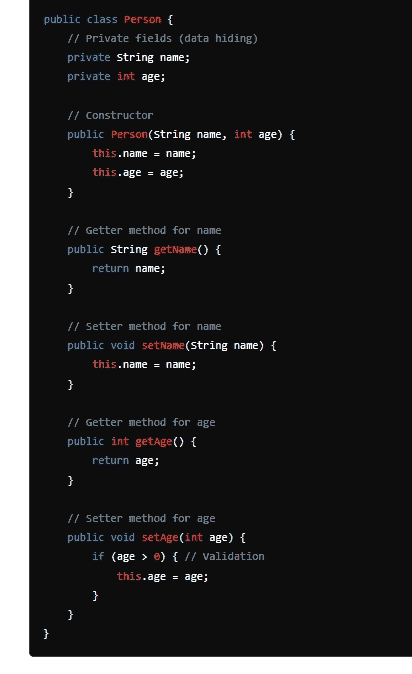 public class Person {
// Private fields (data hiding)
private String name;
private int age;
// Constructor
public Person(String name, int age) {
this.name = name;
this.age = age;
}
// Getter method for name
public String getName() {
return name;
}
// Setter method for name
public void setName(String name) {
this.name = name;
}
// Getter method for age
public int getAge() {
return age;
}
// Setter method for age
public void setAge(int age) {
if (age > 0) { // Validation
this.age = age;
}
}
}